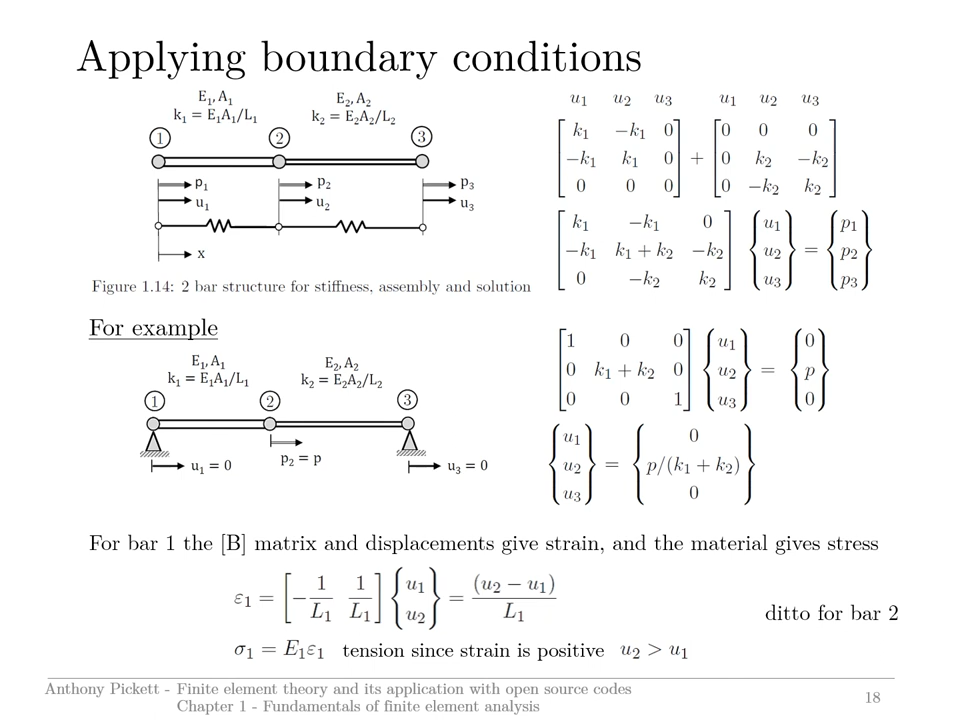 Applying boundary conditions
E₁, A₁
k₁ = E₁A₁/L₁
E₂, A₂
k₂ = E₂A₂/L₂
1 2 3
p₁ p₂ p₃
u₁ u₂ u₃
x
Figure 1.14: 2 bar structure for stiffness, assembly and solution
u₁ u₂ u₃ u₁ u₂ u₃
[k₁ −k₁ 0] [0 0 0]
[−k₁ k₁ 0] + [0 k₂ −k₂]
[0 0 0] [0 −k₂ k₂]
[k₁ −k₁ 0] {u₁} {p₁}
[−k₁ k₁ + k₂ −k₂] {u₂} = {p₂}
[0 −k₂ k₂] {u₃} {p₃}
For example
E₁, A₁
k₁ = E₁A₁/L₁
E₂, A₂
k₂ = E₂A₂/L₂
1 2 3
u₁ = 0
p₂ = p
u₃ = 0
[1 0 0] {u₁} {0}
[0 k₁ + k₂ 0] {u₂} = {p}
[0 0 1] {u₃} {0}
{u₁} {0}
{u₂} = {p/(k₁ + k₂)}
{u₃} {0}
For bar 1 the [B] matrix and displacements give strain, and the material gives stress
ε₁ = [−1/L₁ 1/L₁] {u₁ u₂} = (u₂ − u₁)/L₁
ditto for bar 2
σ₁ = E₁ε₁ tension since strain is positive u₂ > u₁
Anthony Pickett - Finite element theory and its application with open source codes
Chapter 1 - Fundamentals of finite element analysis
18